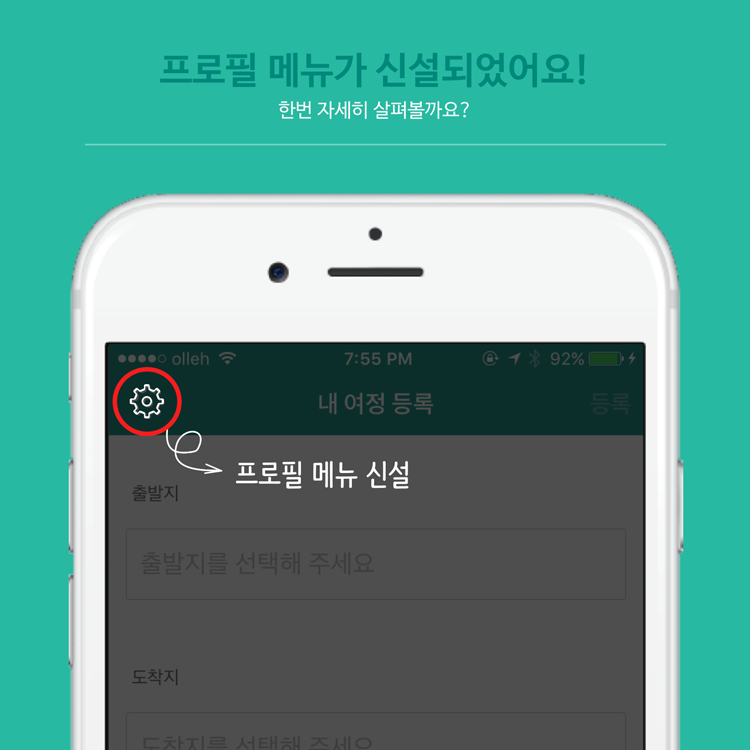 프로필 메뉴가 신설되었어요!
한번 자세히 살펴볼까요?
olleh 7:55 PM 92%
내 여정 등록 등록
프로필 메뉴 신설
출발지
출발지를 선택해 주세요
도착지
도착지를 선택해 주세요